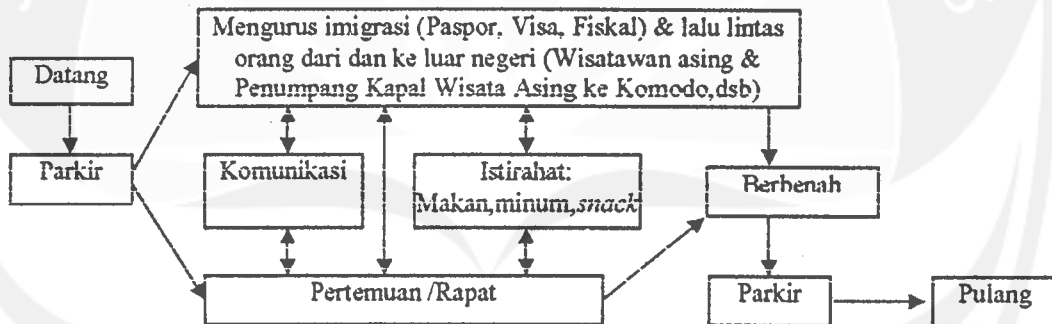 Mengurus imigrasi (Paspor, Visa, Fiskal) & lalu lintas
orang dari dan ke luar negeri (Wisatawan asing &
Penumpang Kapal Wisata Asing ke Komodo,dsb)
Datang
Parkir
Komunikasi
Istirahat:
Makan,minum,snack
Berbenah
Pertemuan /Rapat
Parkir
Pulang